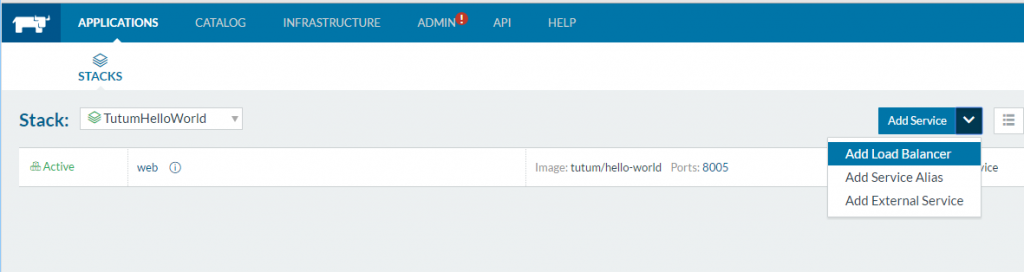 APPLICATIONS CATALOG INFRASTRUCTURE ADMIN ! API HELP
STACKS
Stack: TutumHelloWorld Add Service
Active web Image: tutum/hello-world Ports: 8005
Add Load Balancer
Add Service Alias
Add External Service